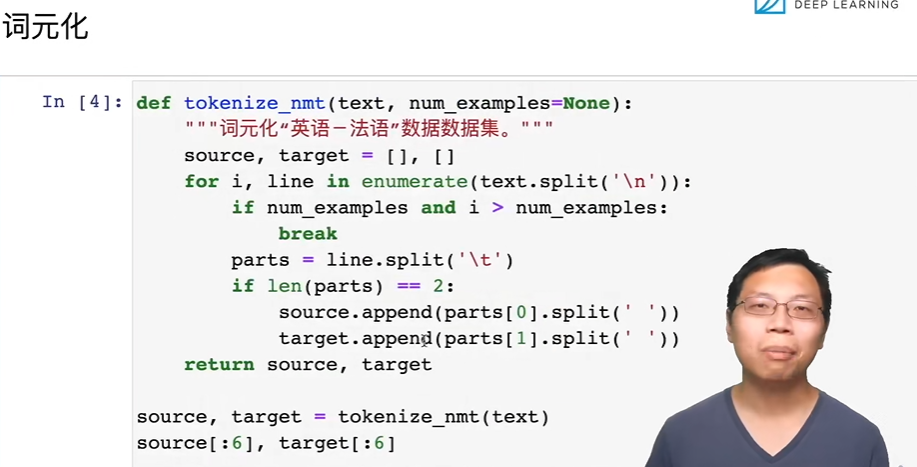 DEEP LEARNING
词元化
In [4]:
def tokenize_nmt(text, num_examples=None):
    """词元化“英语－法语”数据数据集。"""
    source, target = [], []
    for i, line in enumerate(text.split('\n')):
        if num_examples and i > num_examples:
            break
        parts = line.split('\t')
        if len(parts) == 2:
            source.append(parts[0].split(' '))
            target.append(parts[1].split(' '))
    return source, target
source, target = tokenize_nmt(text)
source[:6], target[:6]